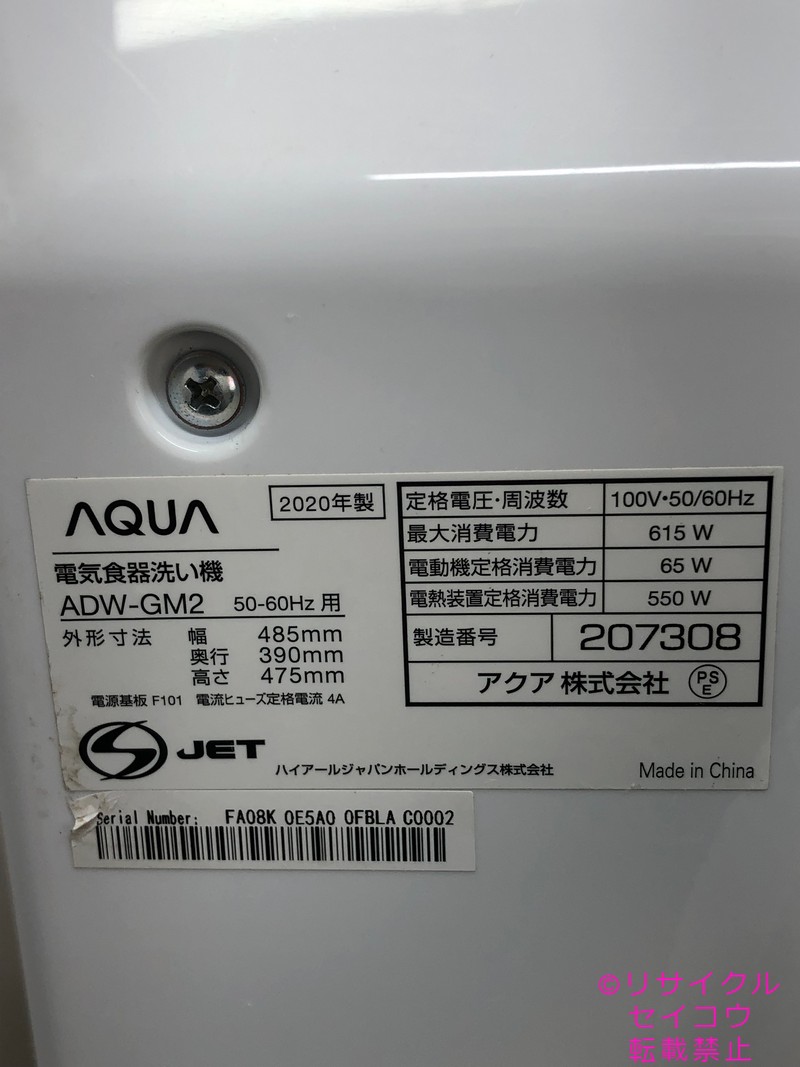 AQUA
2020年製
電気食器洗い機
ADW-GM2 50-60Hz 用
外形寸法 幅 485mm
奥行 390mm
高さ 475mm
電源基板 F101 電流ヒューズ定格電流 4A
定格電圧・周波数 100V・50/60Hz
最大消費電力 615 W
電動機定格消費電力 65 W
電熱装置定格消費電力 550 W
製造番号 207308
アクア 株式会社 PSE
JET
ハイアールジャパンホールディングス株式会社
Made in China
Serial Number: FA08K 0E5A0 0FBLA C0002
©リサイクル
セイコウ
転載禁止